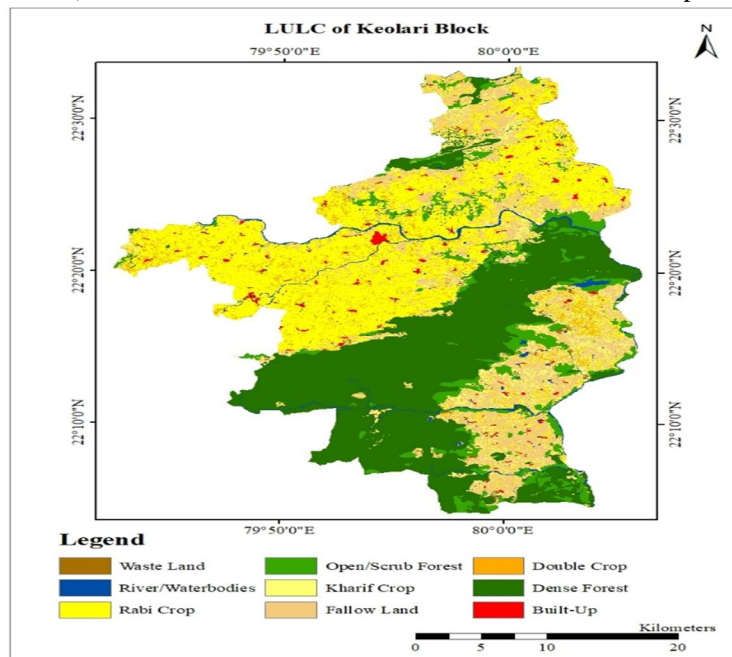 LULC of Keolari Block
N
79°50'0"E 80°0'0"E
22°30'0"N 22°30'0"N
22°20'0"N 22°20'0"N
22°10'0"N 22°10'0"N
79°50'0"E 80°0'0"E
Legend
Waste Land Open/Scrub Forest Double Crop
River/Waterbodies Kharif Crop Dense Forest
Rabi Crop Fallow Land Built-Up
Kilometers
0 5 10 20